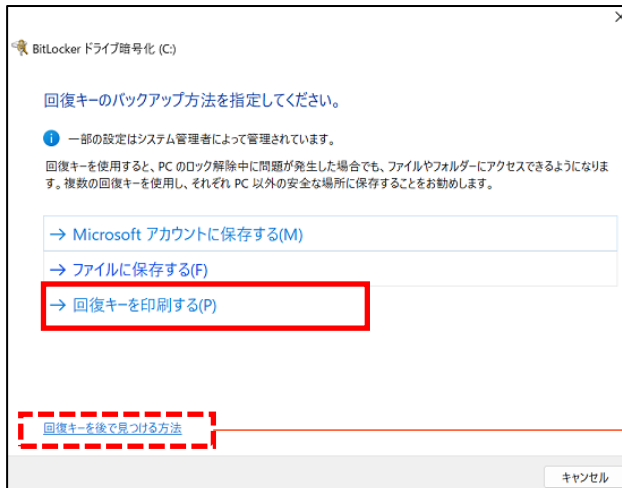 BitLocker ドライブ暗号化 (C:)
回復キーのバックアップ方法を指定してください。
一部の設定はシステム管理者によって管理されています。
回復キーを使用すると、PC のロック解除中に問題が発生した場合でも、ファイルやフォルダーにアクセスできるようになりま
す。複数の回復キーを使用し、それぞれ PC 以外の安全な場所に保存することをお勧めします。
→ Microsoft アカウントに保存する(M)
→ ファイルに保存する(F)
→ 回復キーを印刷する(P)
回復キーを後で見つける方法
キャンセル